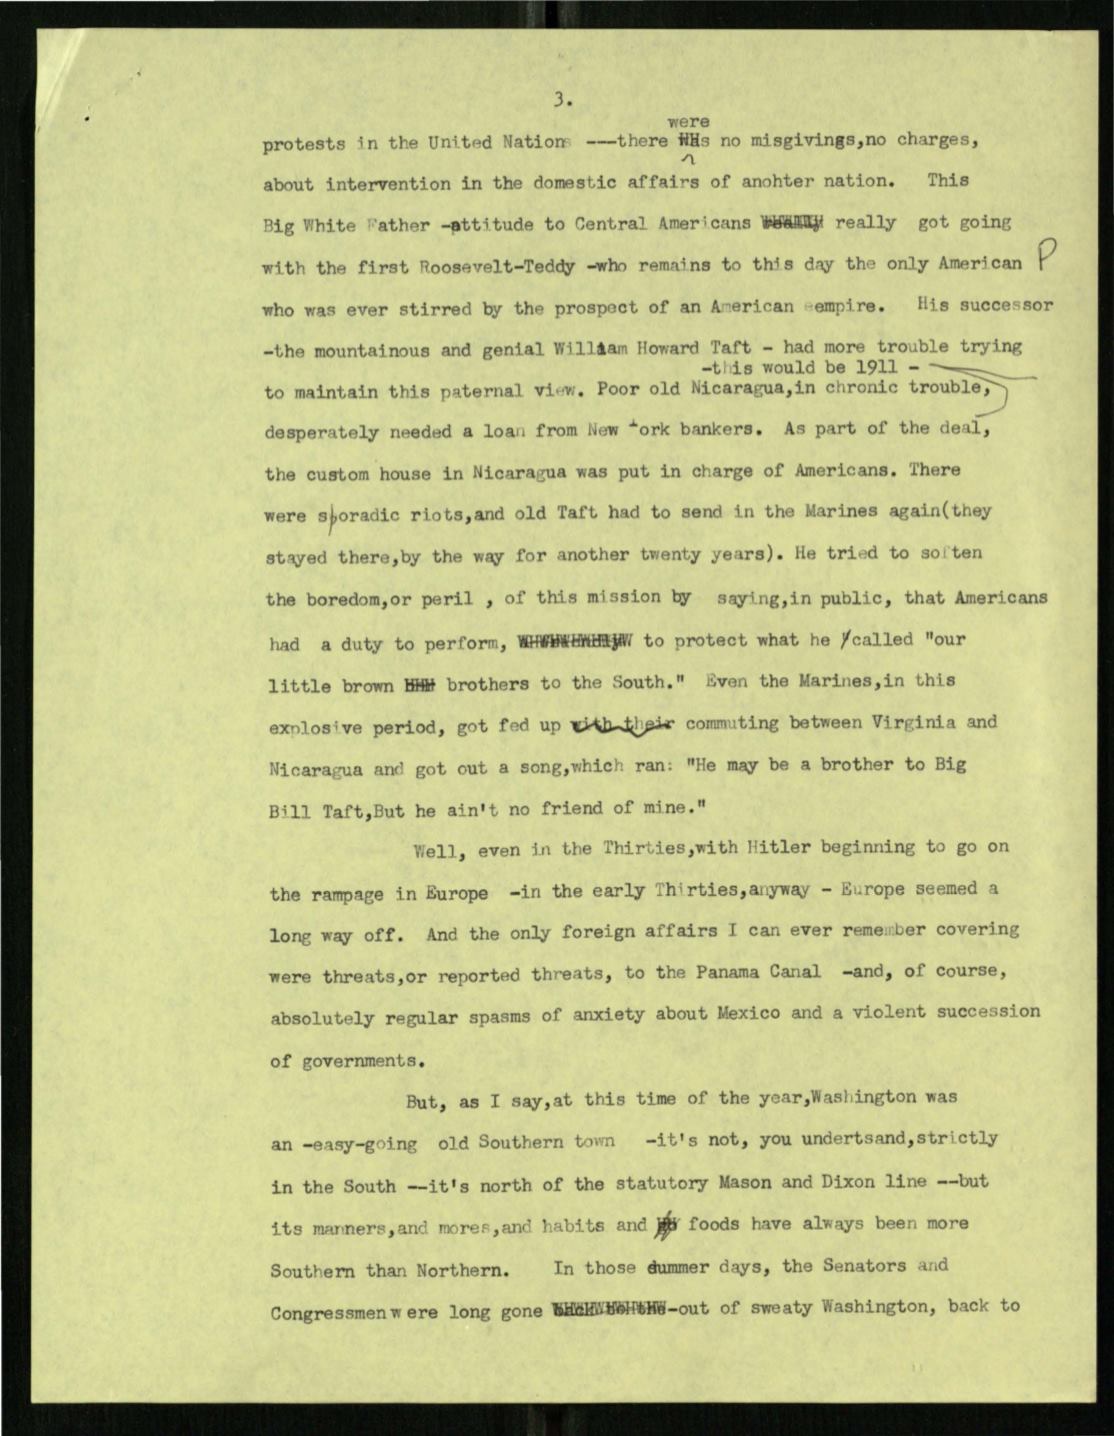 3.
were
protests in the United Nations ---there was no misgivings,no charges,
about intervention in the domestic affairs of anohter nation. This
Big White Father -attitude to Central Americans really really got going
with the first Roosevelt-Teddy -who remains to this day the only American P
who was ever stirred by the prospect of an American -empire. His successor
-the mountainous and genial William Howard Taft - had more trouble trying
-this would be 1911 -
to maintain this paternal view. Poor old Nicaragua,in chronic trouble,
desperately needed a loan from New York bankers. As part of the deal,
the custom house in Nicaragua was put in charge of Americans. There
were sporadic riots,and old Taft had to send in the Marines again(they
stayed there,by the way for another twenty years). He tried to soften
the boredom,or peril , of this mission by saying,in public, that Americans
had a duty to perform, to protect what he called "our
little brown brothers to the South." Even the Marines,in this
explosive period, got fed up with their commuting between Virginia and
Nicaragua and got out a song,which ran: "He may be a brother to Big
Bill Taft,But he ain't no friend of mine."
Well, even in the Thirties,with Hitler beginning to go on
the rampage in Europe -in the early Thirties,anyway - Europe seemed a
long way off. And the only foreign affairs I can ever remember covering
were threats,or reported threats, to the Panama Canal -and, of course,
absolutely regular spasms of anxiety about Mexico and a violent succession
of governments.
But, as I say,at this time of the year,Washington was
an -easy-going old Southern town -it's not, you undertsand,strictly
in the South --it's north of the statutory Mason and Dixon line --but
its manners,and mores,and habits and foods have always been more
Southern than Northern. In those summer days, the Senators and
Congressmen were long gone back to the -out of sweaty Washington, back to